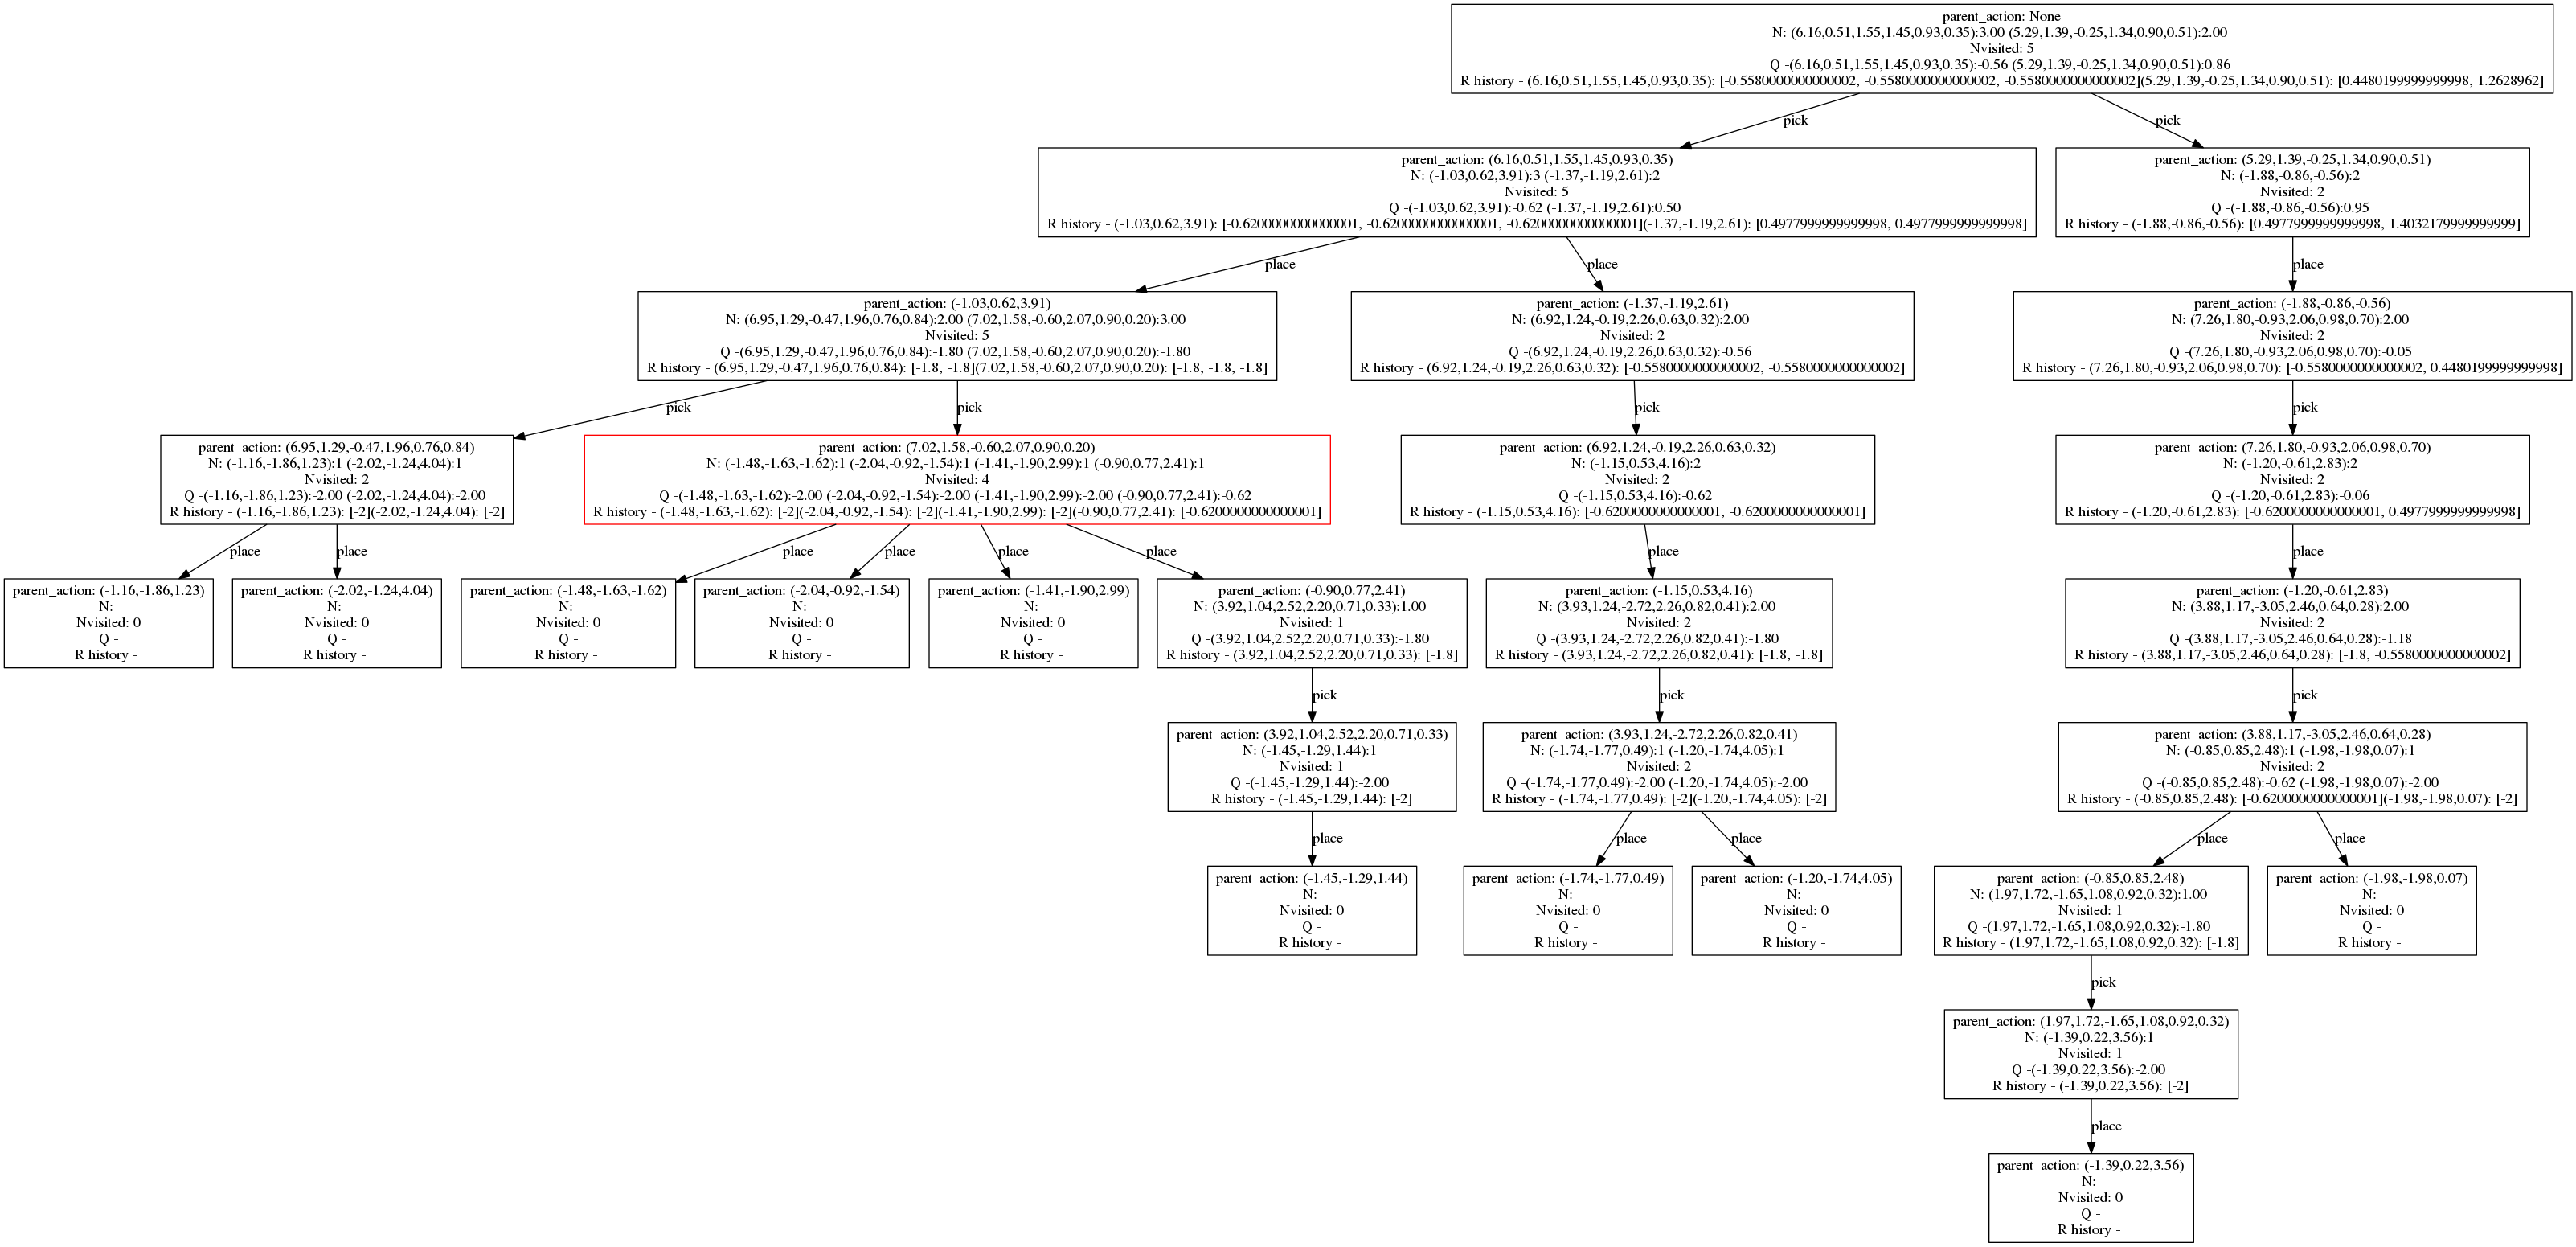 parent_action: None
N: (6.16,0.51,1.55,1.45,0.93,0.35):3.00 (5.29,1.39,-0.25,1.34,0.90,0.51):2.00
Nvisited: 5
Q -(6.16,0.51,1.55,1.45,0.93,0.35):-0.56 (5.29,1.39,-0.25,1.34,0.90,0.51):0.86
R history - (6.16,0.51,1.55,1.45,0.93,0.35): [-0.5580000000000002, -0.5580000000000002, -0.5580000000000002](5.29,1.39,-0.25,1.34,0.90,0.51): [0.4480199999999998, 1.2628962]
pick
pick
parent_action: (6.16,0.51,1.55,1.45,0.93,0.35)
N: (-1.03,0.62,3.91):3 (-1.37,-1.19,2.61):2
Nvisited: 5
Q -(-1.03,0.62,3.91):-0.62 (-1.37,-1.19,2.61):0.50
R history - (-1.03,0.62,3.91): [-0.6200000000000001, -0.6200000000000001, -0.6200000000000001](-1.37,-1.19,2.61): [0.4977999999999998, 0.4977999999999998]
parent_action: (5.29,1.39,-0.25,1.34,0.90,0.51)
N: (-1.88,-0.86,-0.56):2
Nvisited: 2
Q -(-1.88,-0.86,-0.56):0.95
R history - (-1.88,-0.86,-0.56): [0.4977999999999998, 1.4032179999999999]
place
place
place
parent_action: (-1.03,0.62,3.91)
N: (6.95,1.29,-0.47,1.96,0.76,0.84):2.00 (7.02,1.58,-0.60,2.07,0.90,0.20):3.00
Nvisited: 5
Q -(6.95,1.29,-0.47,1.96,0.76,0.84):-1.80 (7.02,1.58,-0.60,2.07,0.90,0.20):-1.80
R history - (6.95,1.29,-0.47,1.96,0.76,0.84): [-1.8, -1.8](7.02,1.58,-0.60,2.07,0.90,0.20): [-1.8, -1.8, -1.8]
parent_action: (-1.37,-1.19,2.61)
N: (6.92,1.24,-0.19,2.26,0.63,0.32):2.00
Nvisited: 2
Q -(6.92,1.24,-0.19,2.26,0.63,0.32):-0.56
R history - (6.92,1.24,-0.19,2.26,0.63,0.32): [-0.5580000000000002, -0.5580000000000002]
parent_action: (-1.88,-0.86,-0.56)
N: (7.26,1.80,-0.93,2.06,0.98,0.70):2.00
Nvisited: 2
Q -(7.26,1.80,-0.93,2.06,0.98,0.70):-0.05
R history - (7.26,1.80,-0.93,2.06,0.98,0.70): [-0.5580000000000002, 0.4480199999999998]
pick
pick
pick
pick
parent_action: (6.95,1.29,-0.47,1.96,0.76,0.84)
N: (-1.16,-1.86,1.23):1 (-2.02,-1.24,4.04):1
Nvisited: 2
Q -(-1.16,-1.86,1.23):-2.00 (-2.02,-1.24,4.04):-2.00
R history - (-1.16,-1.86,1.23): [-2](-2.02,-1.24,4.04): [-2]
parent_action: (7.02,1.58,-0.60,2.07,0.90,0.20)
N: (-1.48,-1.63,-1.62):1 (-2.04,-0.92,-1.54):1 (-1.41,-1.90,2.99):1 (-0.90,0.77,2.41):1
Nvisited: 4
Q -(-1.48,-1.63,-1.62):-2.00 (-2.04,-0.92,-1.54):-2.00 (-1.41,-1.90,2.99):-2.00 (-0.90,0.77,2.41):-0.62
R history - (-1.48,-1.63,-1.62): [-2](-2.04,-0.92,-1.54): [-2](-1.41,-1.90,2.99): [-2](-0.90,0.77,2.41): [-0.6200000000000001]
parent_action: (6.92,1.24,-0.19,2.26,0.63,0.32)
N: (-1.15,0.53,4.16):2
Nvisited: 2
Q -(-1.15,0.53,4.16):-0.62
R history - (-1.15,0.53,4.16): [-0.6200000000000001, -0.6200000000000001]
parent_action: (7.26,1.80,-0.93,2.06,0.98,0.70)
N: (-1.20,-0.61,2.83):2
Nvisited: 2
Q -(-1.20,-0.61,2.83):-0.06
R history - (-1.20,-0.61,2.83): [-0.6200000000000001, 0.4977999999999998]
place
place
place
place
place
place
place
place
parent_action: (-1.16,-1.86,1.23)
N:
Nvisited: 0
Q -
R history -
parent_action: (-2.02,-1.24,4.04)
N:
Nvisited: 0
Q -
R history -
parent_action: (-1.48,-1.63,-1.62)
N:
Nvisited: 0
Q -
R history -
parent_action: (-2.04,-0.92,-1.54)
N:
Nvisited: 0
Q -
R history -
parent_action: (-1.41,-1.90,2.99)
N:
Nvisited: 0
Q -
R history -
parent_action: (-0.90,0.77,2.41)
N: (3.92,1.04,2.52,2.20,0.71,0.33):1.00
Nvisited: 1
Q -(3.92,1.04,2.52,2.20,0.71,0.33):-1.80
R history - (3.92,1.04,2.52,2.20,0.71,0.33): [-1.8]
parent_action: (-1.15,0.53,4.16)
N: (3.93,1.24,-2.72,2.26,0.82,0.41):2.00
Nvisited: 2
Q -(3.93,1.24,-2.72,2.26,0.82,0.41):-1.80
R history - (3.93,1.24,-2.72,2.26,0.82,0.41): [-1.8, -1.8]
parent_action: (-1.20,-0.61,2.83)
N: (3.88,1.17,-3.05,2.46,0.64,0.28):2.00
Nvisited: 2
Q -(3.88,1.17,-3.05,2.46,0.64,0.28):-1.18
R history - (3.88,1.17,-3.05,2.46,0.64,0.28): [-1.8, -0.5580000000000002]
pick
pick
pick
parent_action: (3.92,1.04,2.52,2.20,0.71,0.33)
N: (-1.45,-1.29,1.44):1
Nvisited: 1
Q -(-1.45,-1.29,1.44):-2.00
R history - (-1.45,-1.29,1.44): [-2]
parent_action: (3.93,1.24,-2.72,2.26,0.82,0.41)
N: (-1.74,-1.77,0.49):1 (-1.20,-1.74,4.05):1
Nvisited: 2
Q -(-1.74,-1.77,0.49):-2.00 (-1.20,-1.74,4.05):-2.00
R history - (-1.74,-1.77,0.49): [-2](-1.20,-1.74,4.05): [-2]
parent_action: (3.88,1.17,-3.05,2.46,0.64,0.28)
N: (-0.85,0.85,2.48):1 (-1.98,-1.98,0.07):1
Nvisited: 2
Q -(-0.85,0.85,2.48):-0.62 (-1.98,-1.98,0.07):-2.00
R history - (-0.85,0.85,2.48): [-0.6200000000000001](-1.98,-1.98,0.07): [-2]
place
place
place
place
place
parent_action: (-1.45,-1.29,1.44)
N:
Nvisited: 0
Q -
R history -
parent_action: (-1.74,-1.77,0.49)
N:
Nvisited: 0
Q -
R history -
parent_action: (-1.20,-1.74,4.05)
N:
Nvisited: 0
Q -
R history -
parent_action: (-0.85,0.85,2.48)
N: (1.97,1.72,-1.65,1.08,0.92,0.32):1.00
Nvisited: 1
Q -(1.97,1.72,-1.65,1.08,0.92,0.32):-1.80
R history - (1.97,1.72,-1.65,1.08,0.92,0.32): [-1.8]
parent_action: (-1.98,-1.98,0.07)
N:
Nvisited: 0
Q -
R history -
pick
parent_action: (1.97,1.72,-1.65,1.08,0.92,0.32)
N: (-1.39,0.22,3.56):1
Nvisited: 1
Q -(-1.39,0.22,3.56):-2.00
R history - (-1.39,0.22,3.56): [-2]
place
parent_action: (-1.39,0.22,3.56)
N:
Nvisited: 0
Q -
R history -